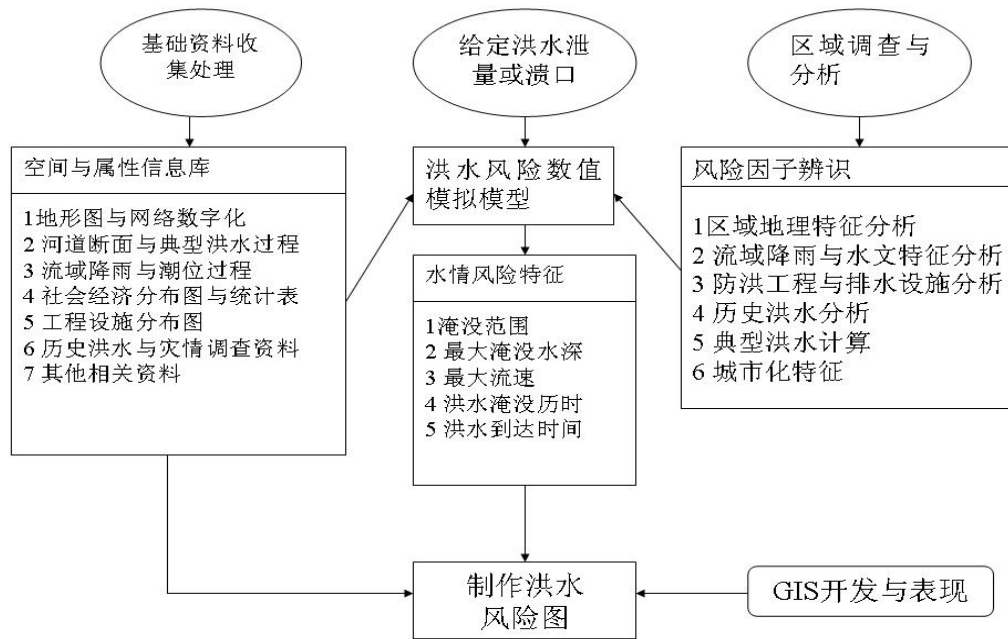 基础资料收
集处理
给定洪水泄
量或溃口
区域调查与
分析
空间与属性信息库
1地形图与网络数字化
2 河道断面与典型洪水过程
3 流域降雨与潮位过程
4 社会经济分布图与统计表
5 工程设施分布图
6 历史洪水与灾情调查资料
7 其他相关资料
洪水风险数值
模拟模型
水情风险特征
1淹没范围
2 最大淹没水深
3 最大流速
4 洪水淹没历时
5 洪水到达时间
风险因子辨识
1区域地理特征分析
2 流域降雨与水文特征分析
3 防洪工程与排水设施分析
4 历史洪水分析
5 典型洪水计算
6 城市化特征
制作洪水
风险图
GIS开发与表现